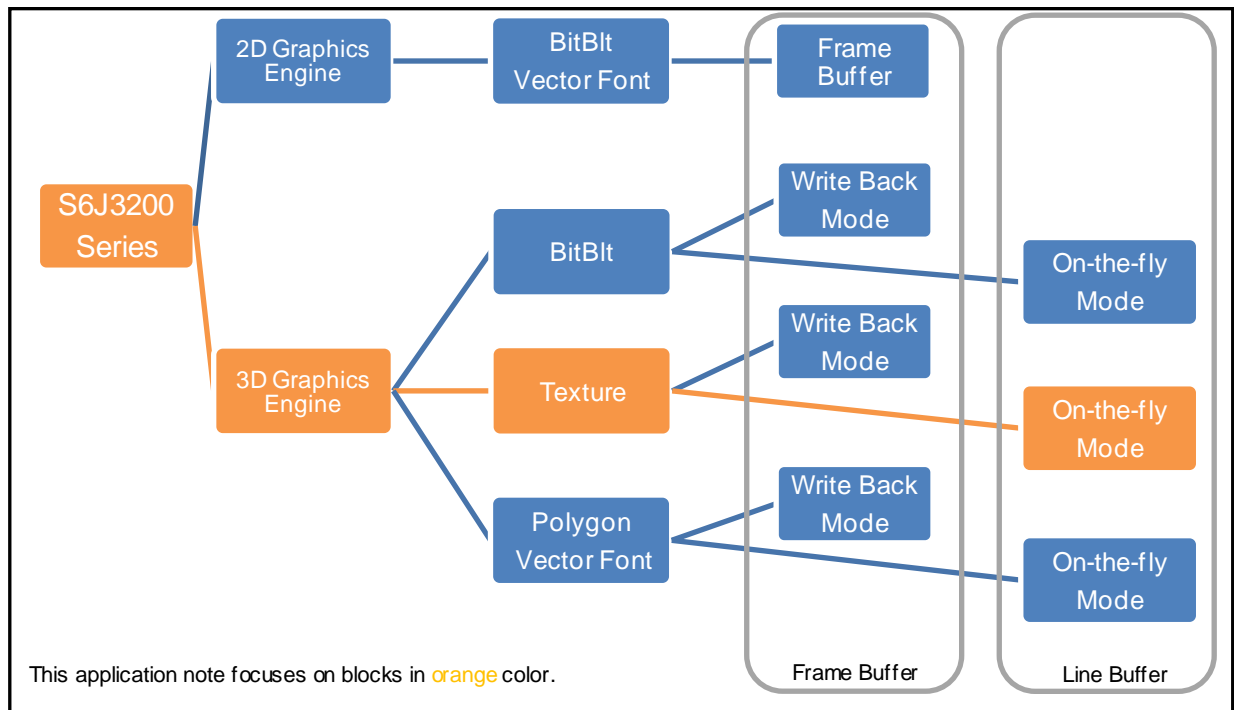 2D Graphics
Engine
BitBlt
Vector Font
Frame
Buffer
S6J3200
Series
BitBlt
Write Back
Mode
On-the-fly
Mode
3D Graphics
Engine
Texture
Write Back
Mode
On-the-fly
Mode
Polygon
Vector Font
Write Back
Mode
On-the-fly
Mode
This application note focuses on blocks in orange color.
Frame Buffer
Line Buffer